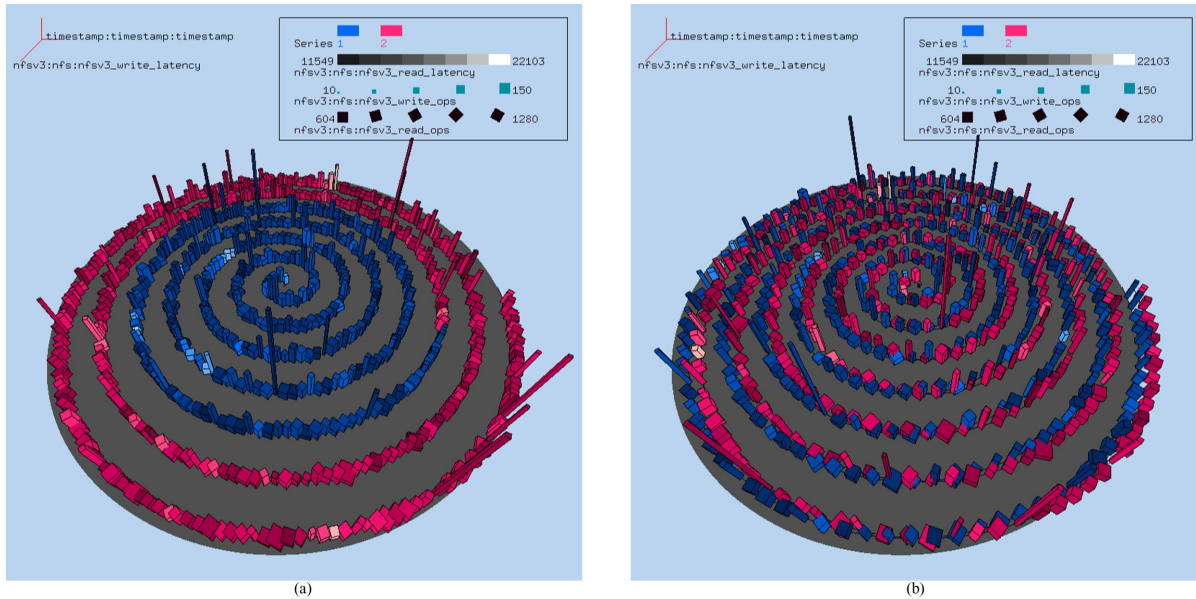 timestamp:timestamp:timestamp
nfsv3:nfs:nfsv3_write_latency
Series 1 2
11549 22103
nfsv3:nfs:nfsv3_read_latency
10 150
nfsv3:nfs:nfsv3_write_ops
604 1280
nfsv3:nfs:nfsv3_read_ops
(a)
timestamp:timestamp:timestamp
nfsv3:nfs:nfsv3_write_latency
Series 1 2
11549 22103
nfsv3:nfs:nfsv3_read_latency
10 150
nfsv3:nfs:nfsv3_write_ops
604 1280
nfsv3:nfs:nfsv3_read_ops
(b)